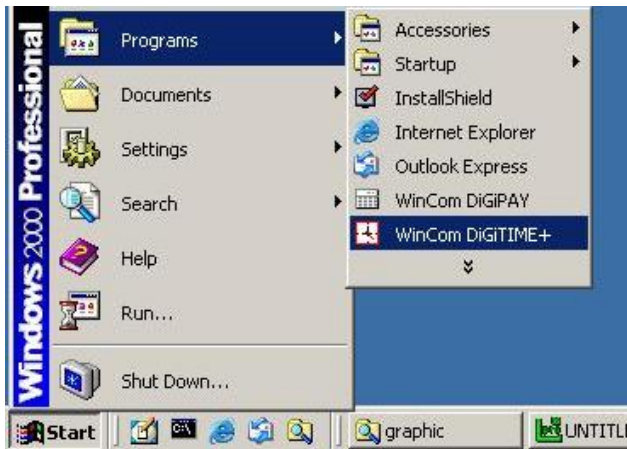 Windows 2000 Professional
Programs
Documents
Settings
Search
Help
Run...
Shut Down...
Accessories
Startup
InstallShield
Internet Explorer
Outlook Express
WinCom DiGiPAY
WinCom DiGiTIME+
Start
graphic
UNTITL